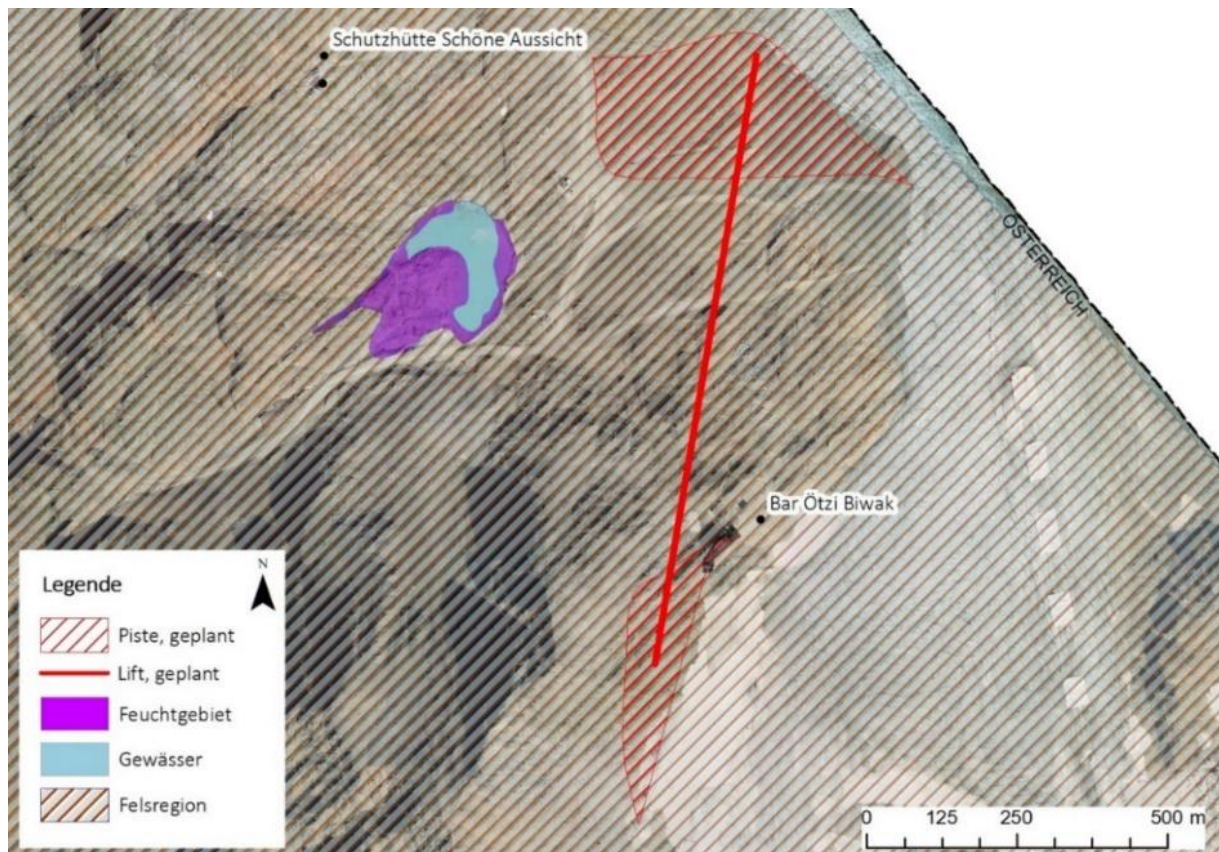 Schutzhütte Schöne Aussicht
ÖSTERREICH
Bar Ötzi Biwak
Legende
N
Piste, geplant
Lift, geplant
Feuchtgebiet
Gewässer
Felsregion
0 125 250 500 m